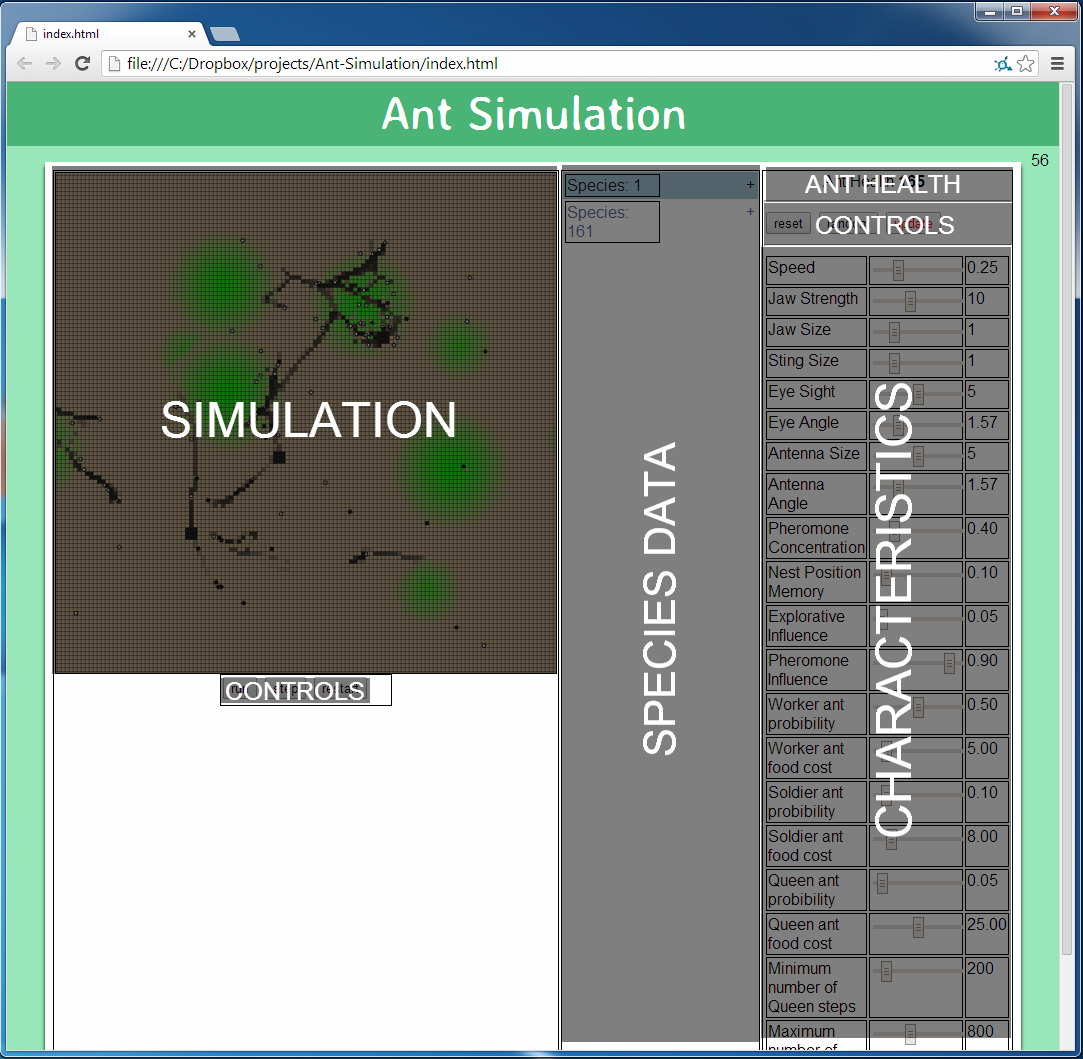 index.html
file:///C:/Dropbox/projects/Ant-Simulation/index.html
Ant Simulation
56
SIMULATION
CONTROLS
Species: 1 +
Species: +
161
SPECIES DATA
ANT HEALTH
reset CONTROLS
CHARACTERISTICS
Speed 0.25
Jaw Strength 10
Jaw Size 1
Sting Size 1
Eye Sight 5
Eye Angle 1.57
Antenna Size 5
Antenna 1.57
Angle
Pheromone 0.40
Concentration
Nest Position 0.10
Memory
Explorative 0.05
Influence
Pheromone 0.90
Influence
Worker ant 0.50
probibility
Worker ant 5.00
food cost
Soldier ant 0.10
probibility
Soldier ant 8.00
food cost
Queen ant 0.05
probibility
Queen ant 25.00
food cost
Minimum 200
number of
Queen steps
Maximum 800
number of